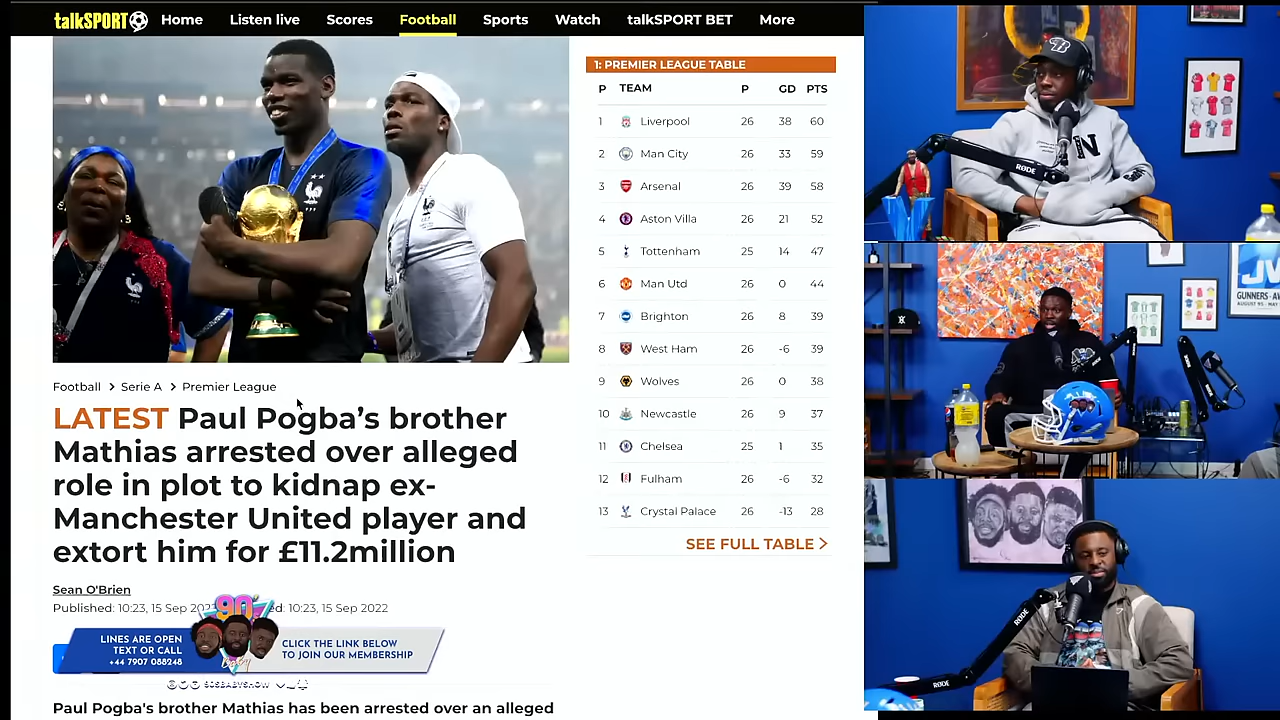 talkSPORT Home Listen live Scores Football Sports Watch talkSPORT BET More
1: PREMIER LEAGUE TABLE
P TEAM P GD PTS
1 Liverpool 26 38 60
2 Man City 26 33 59
3 Arsenal 26 39 58
4 Aston Villa 26 21 52
5 Tottenham 25 14 47
6 Man Utd 26 0 44
7 Brighton 26 8 39
8 West Ham 26 -6 39
9 Wolves 26 0 38
10 Newcastle 26 9 37
11 Chelsea 25 1 35
12 Fulham 26 -6 32
13 Crystal Palace 26 -13 28
SEE FULL TABLE
Football Serie A Premier League
LATEST Paul Pogba's brother
Mathias arrested over alleged
role in plot to kidnap ex-
Manchester United player and
extort him for £11.2million
Sean O'Brien
Published: 10:23, 15 Sep 10:23, 15 Sep 2022
90
LINES ARE OPEN
TEXT OR CALL
+44 7907 088248
CLICK THE LINK BELOW
TO JOIN OUR MEMBERSHIP
Paul Pogba's brother Mathias has been arrested over an alleged
N
RØDE
JW
GUNNERS
RØDE
RØDE